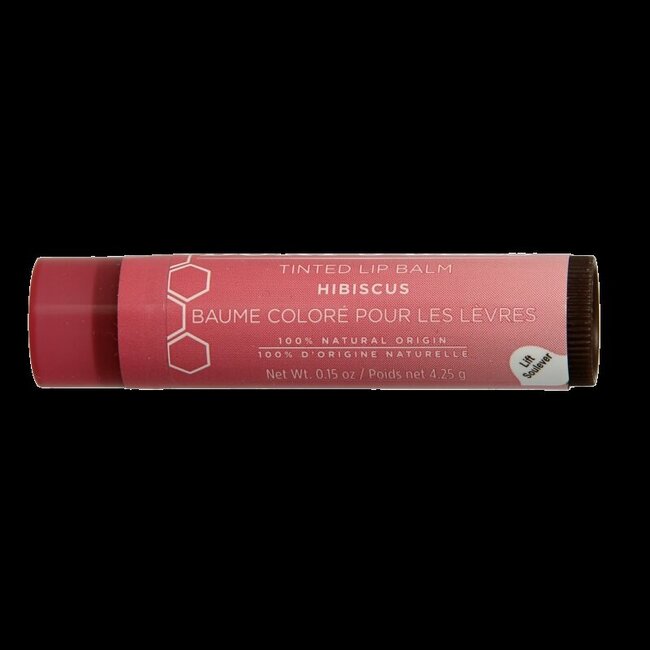 TINTED LIP BALM
HIBISCUS
BAUME COLORÉ POUR LES LÈVRES
100% NATURAL ORIGIN
100% D'ORIGINE NATURELLE
Net Wt. 0.15 oz / Poids net 4.25 g
Lift
Soulever